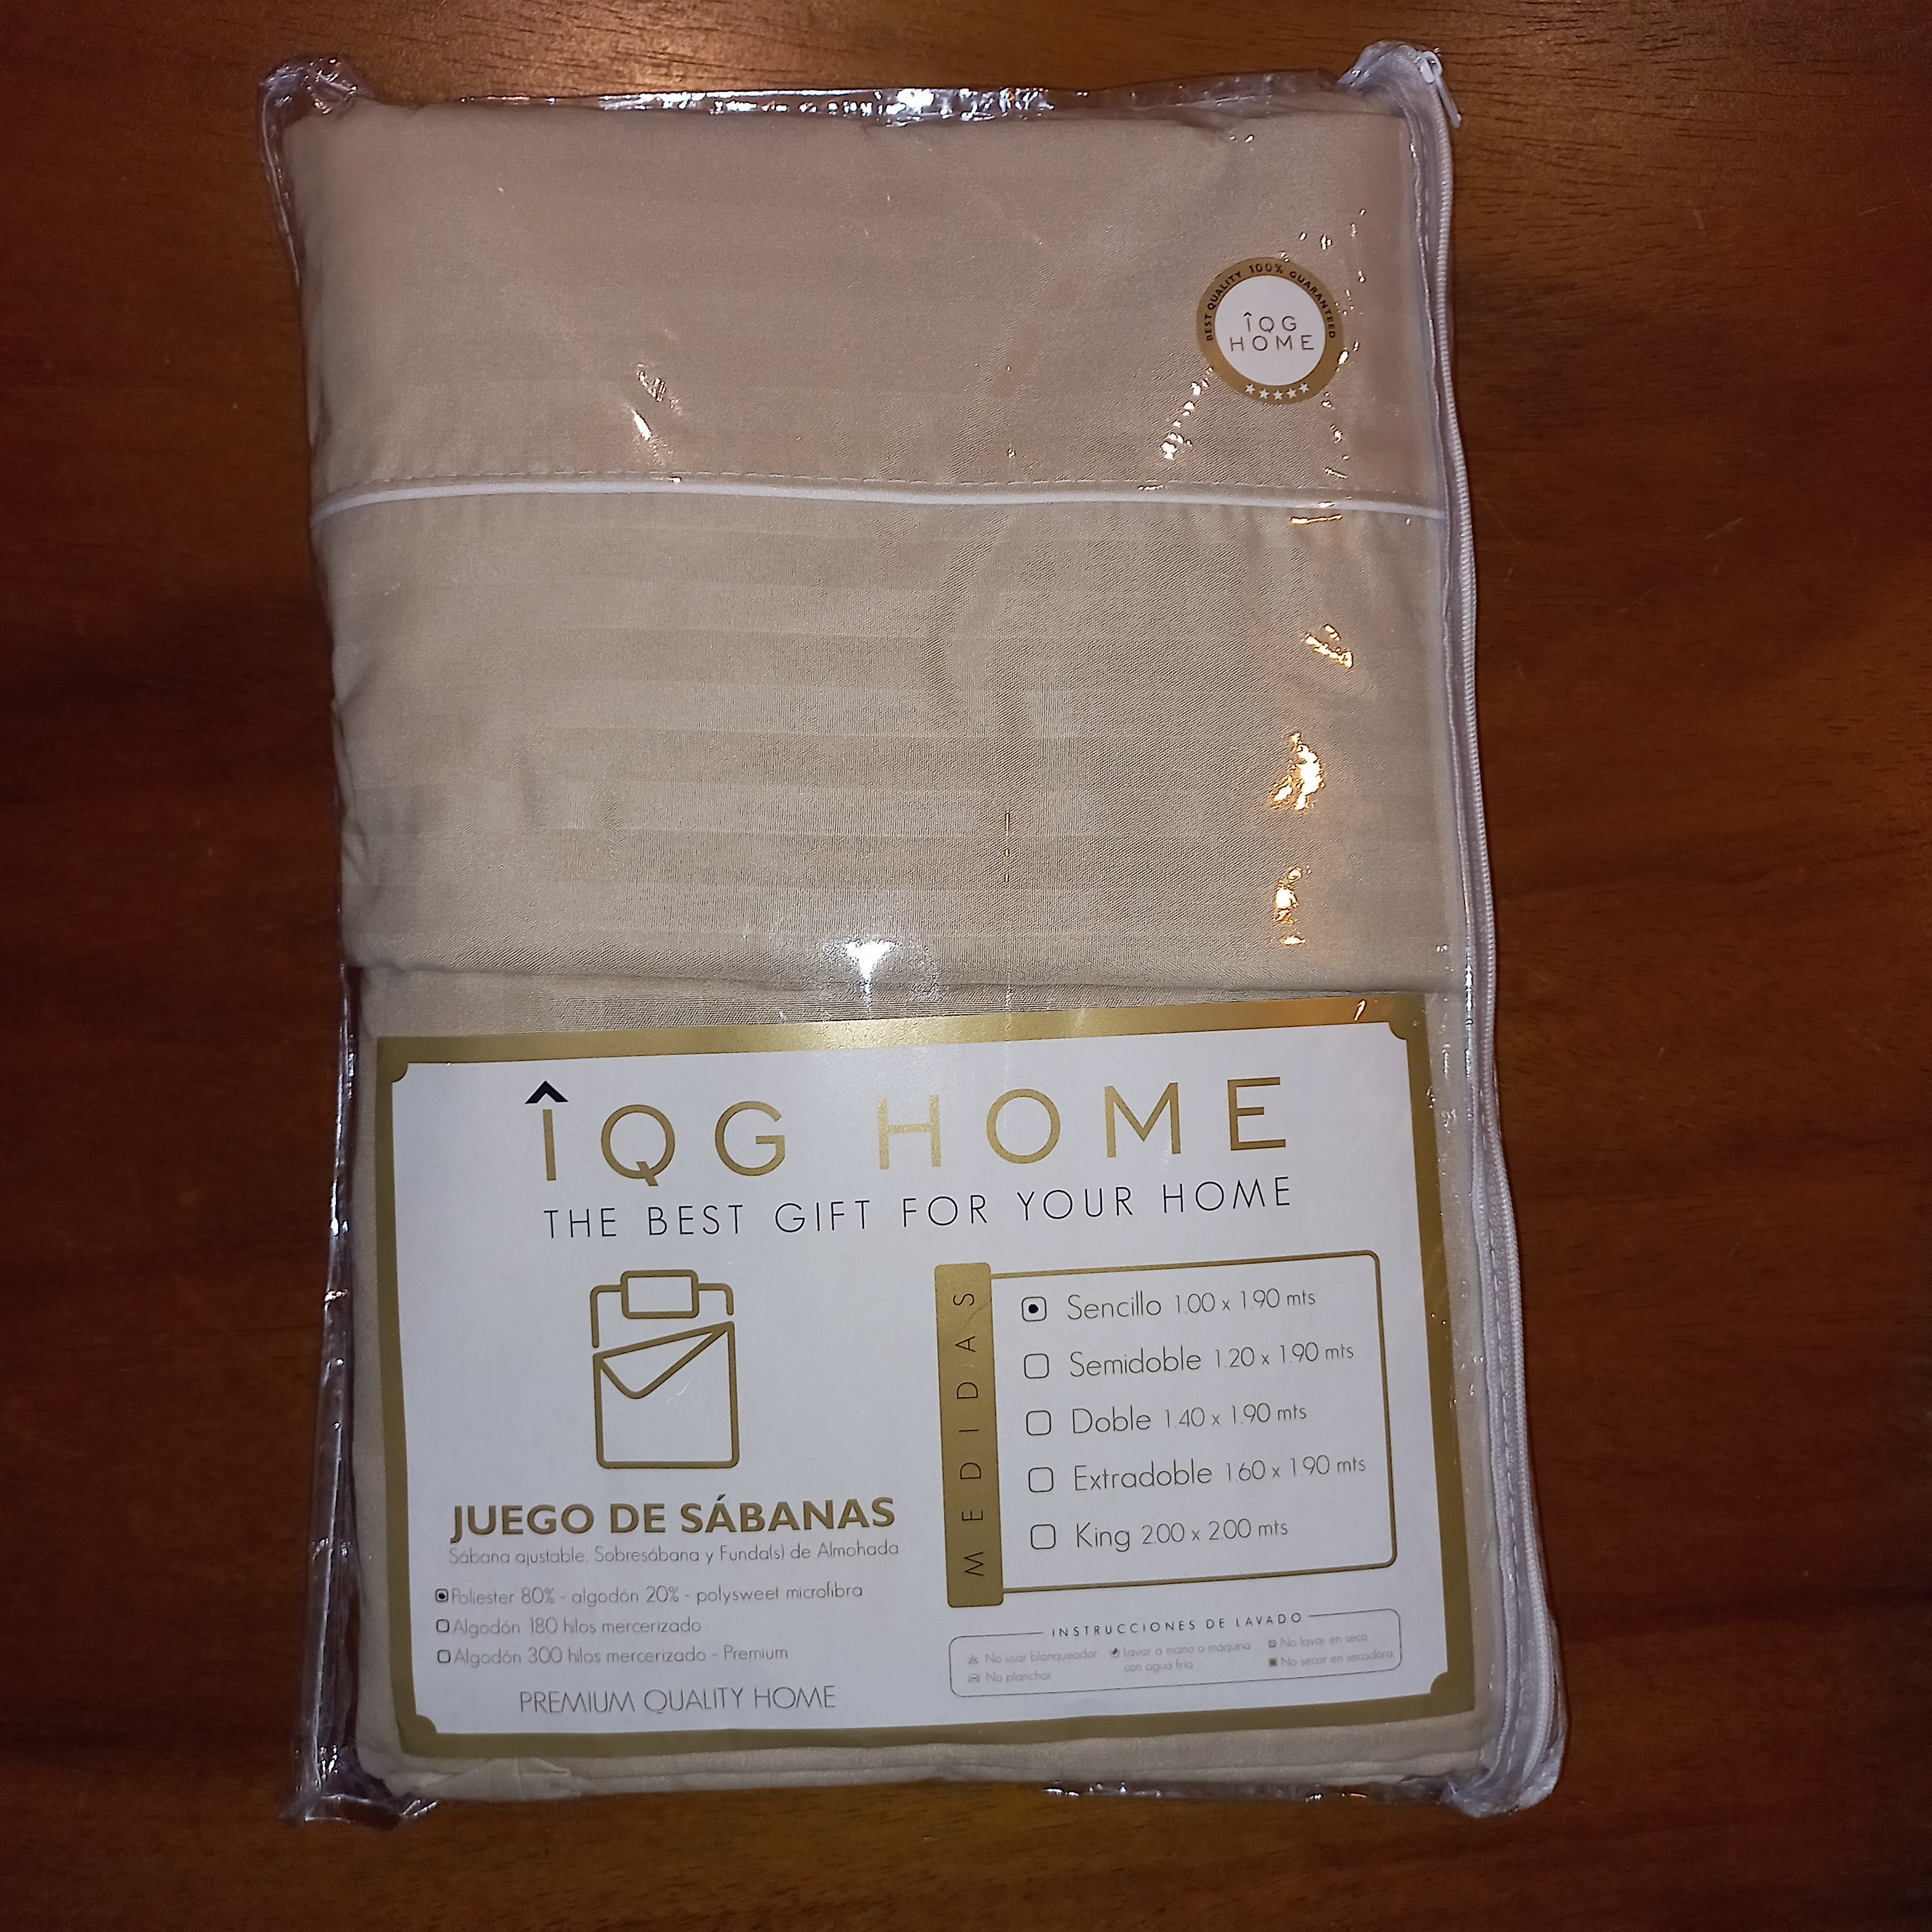 BEST QUALITY 100% GUARANTEED
îQG
HOME
îQG HOME
THE BEST GIFT FOR YOUR HOME
JUEGO DE SÁBANAS
Sábana ajustable, Sobresábana y Funda(s) de Almohada
Poliester 80% - algodón 20% - polysweet microfibra
Algodón 180 hilos mercerizado
Algodón 300 hilos mercerizado - Premium
PREMIUM QUALITY HOME
MEDIDAS
Sencillo 1.00 x 1.90 mts
Semidoble 1.20 x 1.90 mts
Doble 1.40 x 1.90 mts
Extradoble 1.60 x 1.90 mts
King 2.00 x 2.00 mts
INSTRUCCIONES DE LAVADO
No usar blanqueador
No planchar
Lavar a mano o máquina
con agua fría
No lavar en seco
No secar en secadora